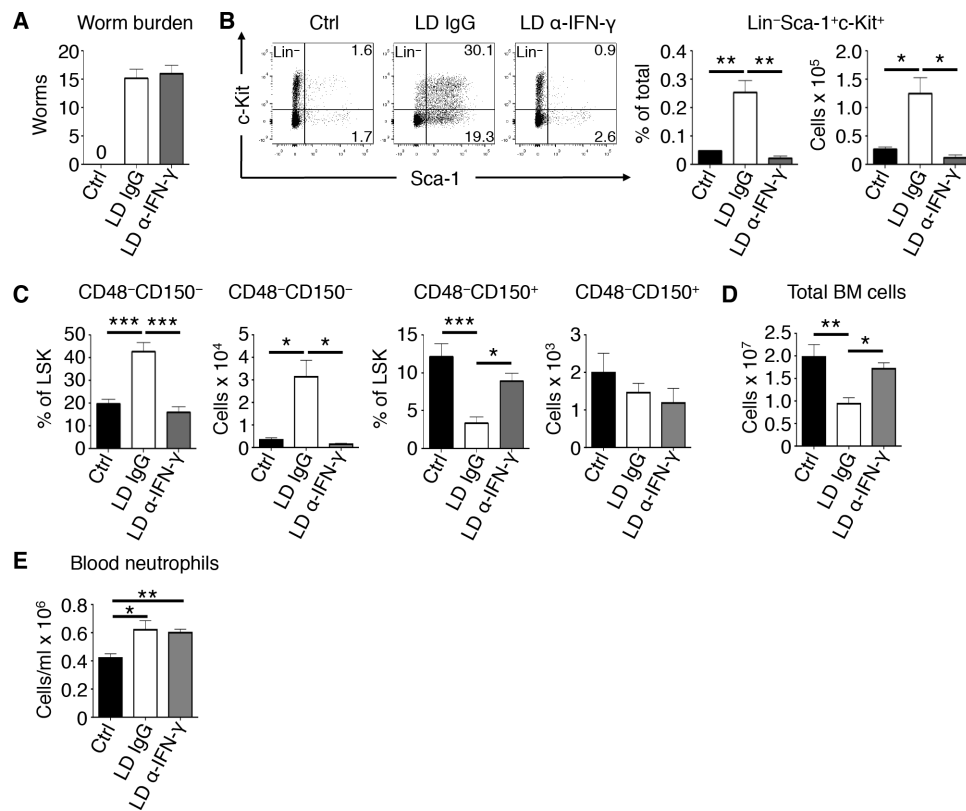 A Worm burden
Worms
20
15
10
5
0
0
Ctrl
LD IgG
LD α-IFN-γ
B
Ctrl
LD IgG
LD α-IFN-γ
c-Kit
Lin⁻ 1.6
1.7
Lin⁻ 30.1
19.3
Lin⁻ 0.9
2.6
Sca-1
Lin⁻Sca-1⁺c-Kit⁺
% of total
0.4
0.3
0.2
0.1
0
** **
Ctrl
LD IgG
LD α-IFN-γ
Cells x 10⁵
2.0
1.5
1.0
0.5
0
* *
Ctrl
LD IgG
LD α-IFN-γ
C
CD48⁻CD150⁻
% of LSK
50
40
30
20
10
0
*** ***
Ctrl
LD IgG
LD α-IFN-γ
CD48⁻CD150⁻
Cells x 10⁴
5
4
3
2
1
0
* *
Ctrl
LD IgG
LD α-IFN-γ
CD48⁻CD150⁺
% of LSK
15
10
5
0
***
*
Ctrl
LD IgG
LD α-IFN-γ
CD48⁻CD150⁺
Cells x 10³
3
2
1
0
Ctrl
LD IgG
LD α-IFN-γ
D Total BM cells
Cells x 10⁷
2.5
2.0
1.5
1.0
0.5
0
**
*
Ctrl
LD IgG
LD α-IFN-γ
E Blood neutrophils
Cells/ml x 10⁶
0.8
0.6
0.4
0.2
0
**
*
Ctrl
LD IgG
LD α-IFN-γ